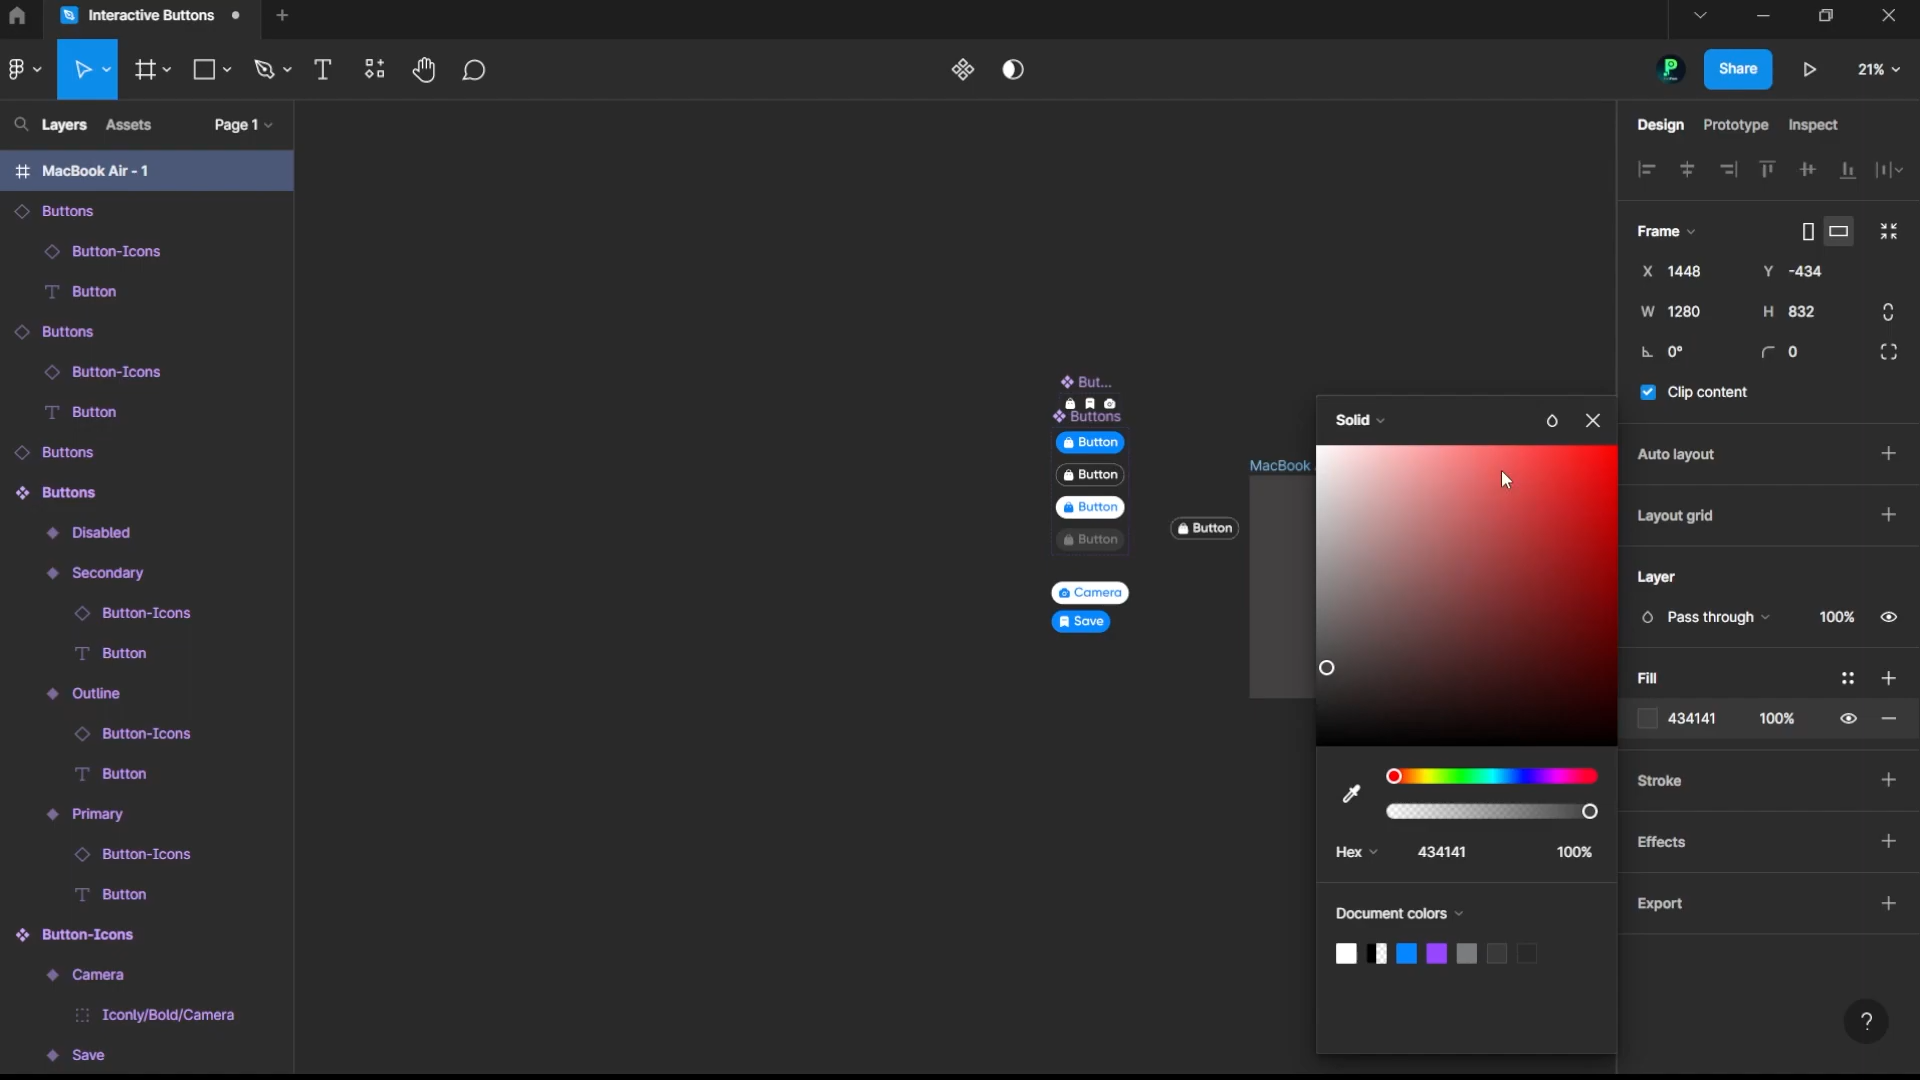 Interactive Buttons
Share
21%
Layers
Assets
Page 1
MacBook Air - 1
Buttons
Button-Icons
Button
Buttons
Button-Icons
Button
Buttons
Buttons
Disabled
Secondary
Button-Icons
Button
Outline
Button-Icons
Button
Primary
Button-Icons
Button
Button-Icons
Camera
Iconly/Bold/Camera
Save
But...
Buttons
Button
Button
Button
Button
Camera
Save
Button
MacBook
Solid
Hex 434141 100%
Document colors
Design Prototype Inspect
Frame
X 1448 Y -434
W 1280 H 832
0° 0
Clip content
Auto layout
Layout grid
Layer
Pass through 100%
Fill
434141 100%
Stroke
Effects
Export
?